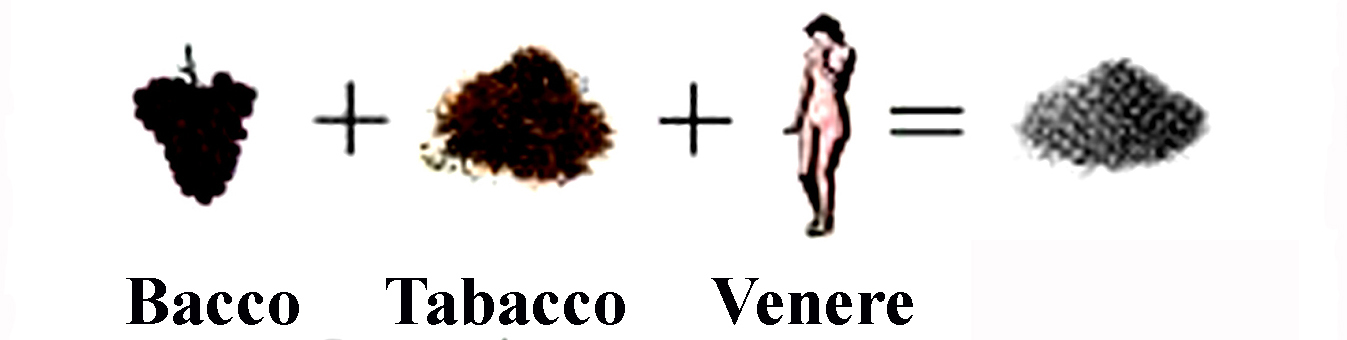 + + =
Bacco Tabacco Venere